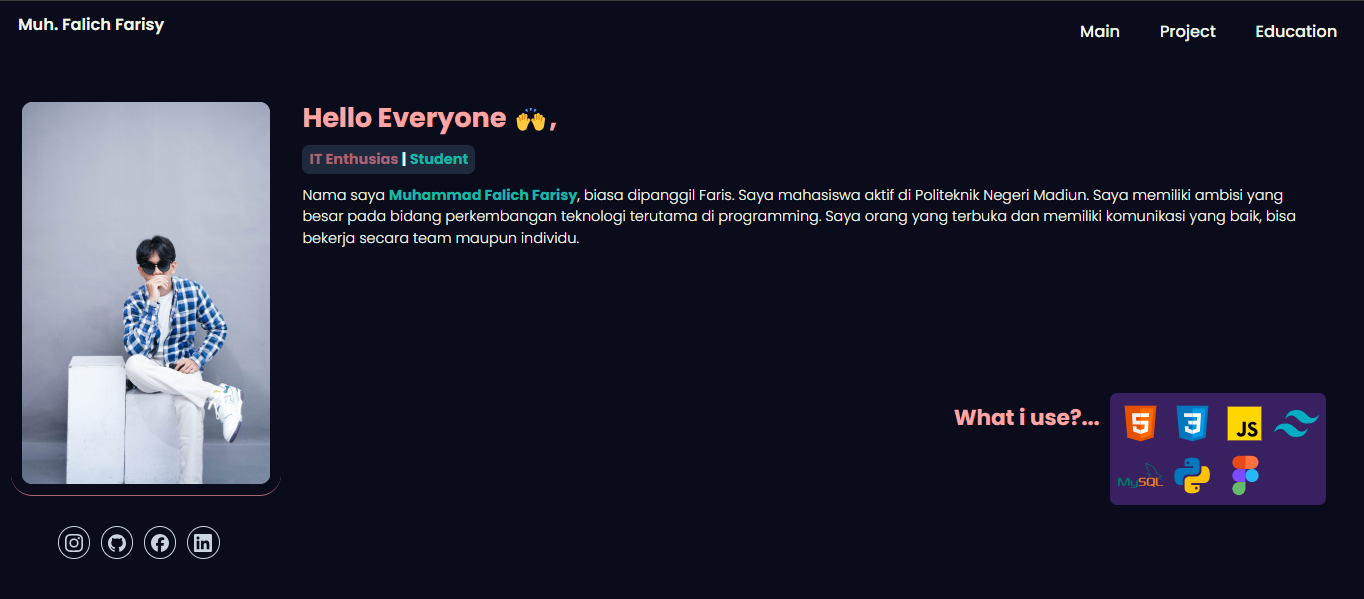 Muh. Falich Farisy
Main Project Education
Hello Everyone 🙌,
IT Enthusias | Student
Nama saya Muhammad Falich Farisy, biasa dipanggil Faris. Saya mahasiswa aktif di Politeknik Negeri Madiun. Saya memiliki ambisi yang
besar pada bidang perkembangan teknologi terutama di programming. Saya orang yang terbuka dan memiliki komunikasi yang baik, bisa
bekerja secara team maupun individu.
What i use?...
5 3 JS
MySQL
in